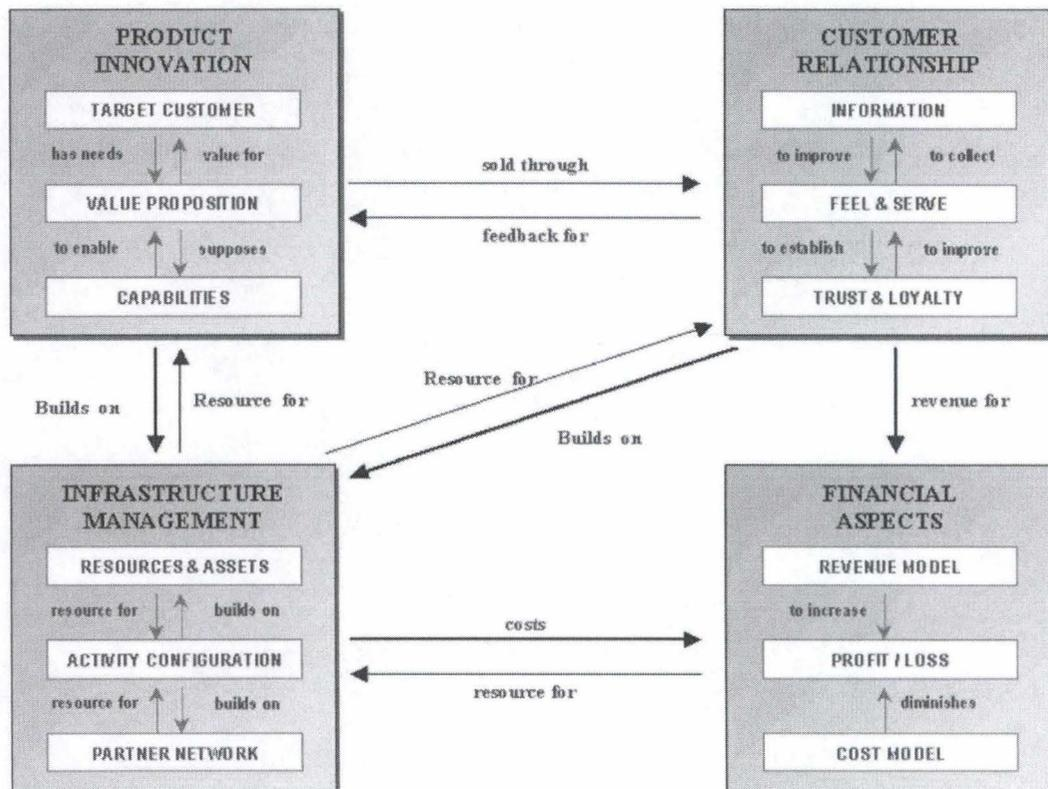 PRODUCT
INNOVATION
TARGET CUSTOMER
has needs
value for
VALUE PROPOSITION
to enable
supposes
CAPABILITIES
CUSTOMER
RELATIONSHIP
INFORMATION
to improve
to collect
FEEL & SERVE
to establish
to improve
TRUST & LOYALTY
sold through
feedback for
Builds on
Resource for
Resource for
Builds on
revenue for
INFRASTRUCTURE
MANAGEMENT
RESOURCES & ASSETS
resource for
builds on
ACTIVITY CONFIGURATION
resource for
builds on
PARTNER NETWORK
costs
resource for
FINANCIAL
ASPECTS
REVENUE MODEL
to increase
PROFIT / LOSS
diminishes
COST MODEL